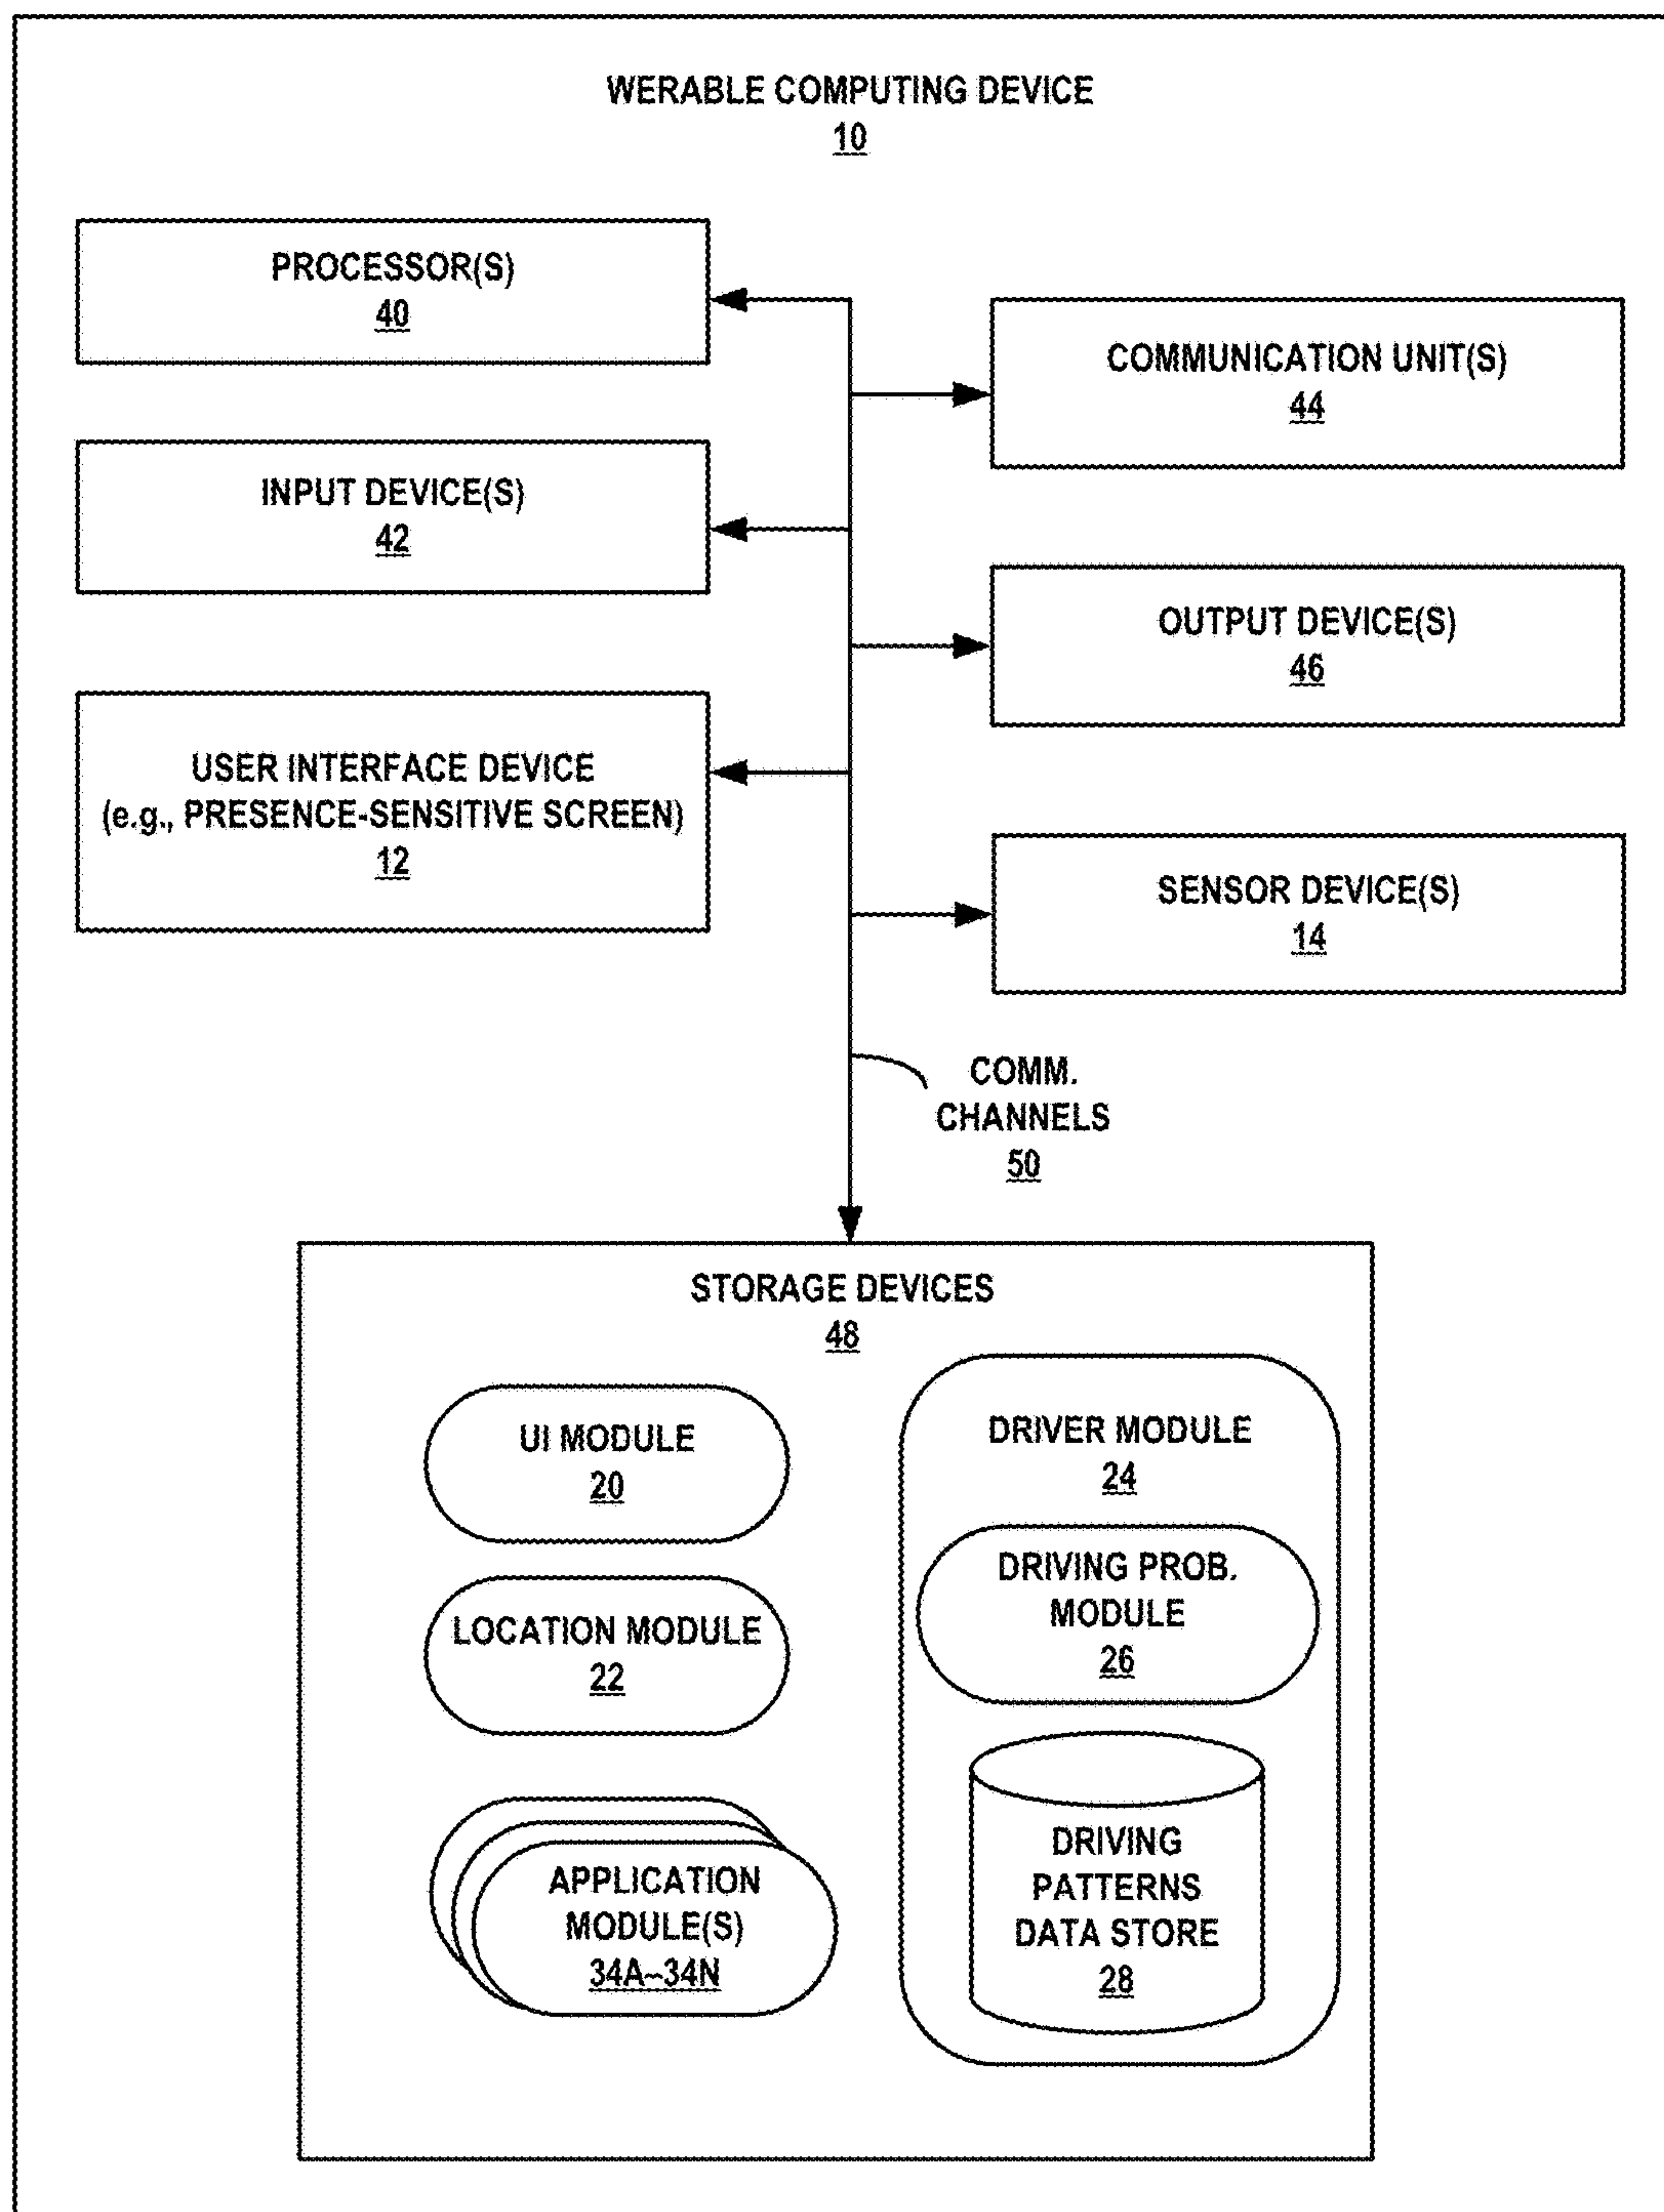 WERABLE COMPUTING DEVICE
10
PROCESSOR(S)
40
COMMUNICATION UNIT(S)
44
INPUT DEVICE(S)
42
OUTPUT DEVICE(S)
46
USER INTERFACE DEVICE
(e.g., PRESENCE-SENSITIVE SCREEN)
12
SENSOR DEVICE(S)
14
COMM.
CHANNELS
50
STORAGE DEVICES
48
UI MODULE
20
LOCATION MODULE
22
APPLICATION
MODULE(S)
34A–34N
DRIVER MODULE
24
DRIVING PROB.
MODULE
26
DRIVING
PATTERNS
DATA STORE
28